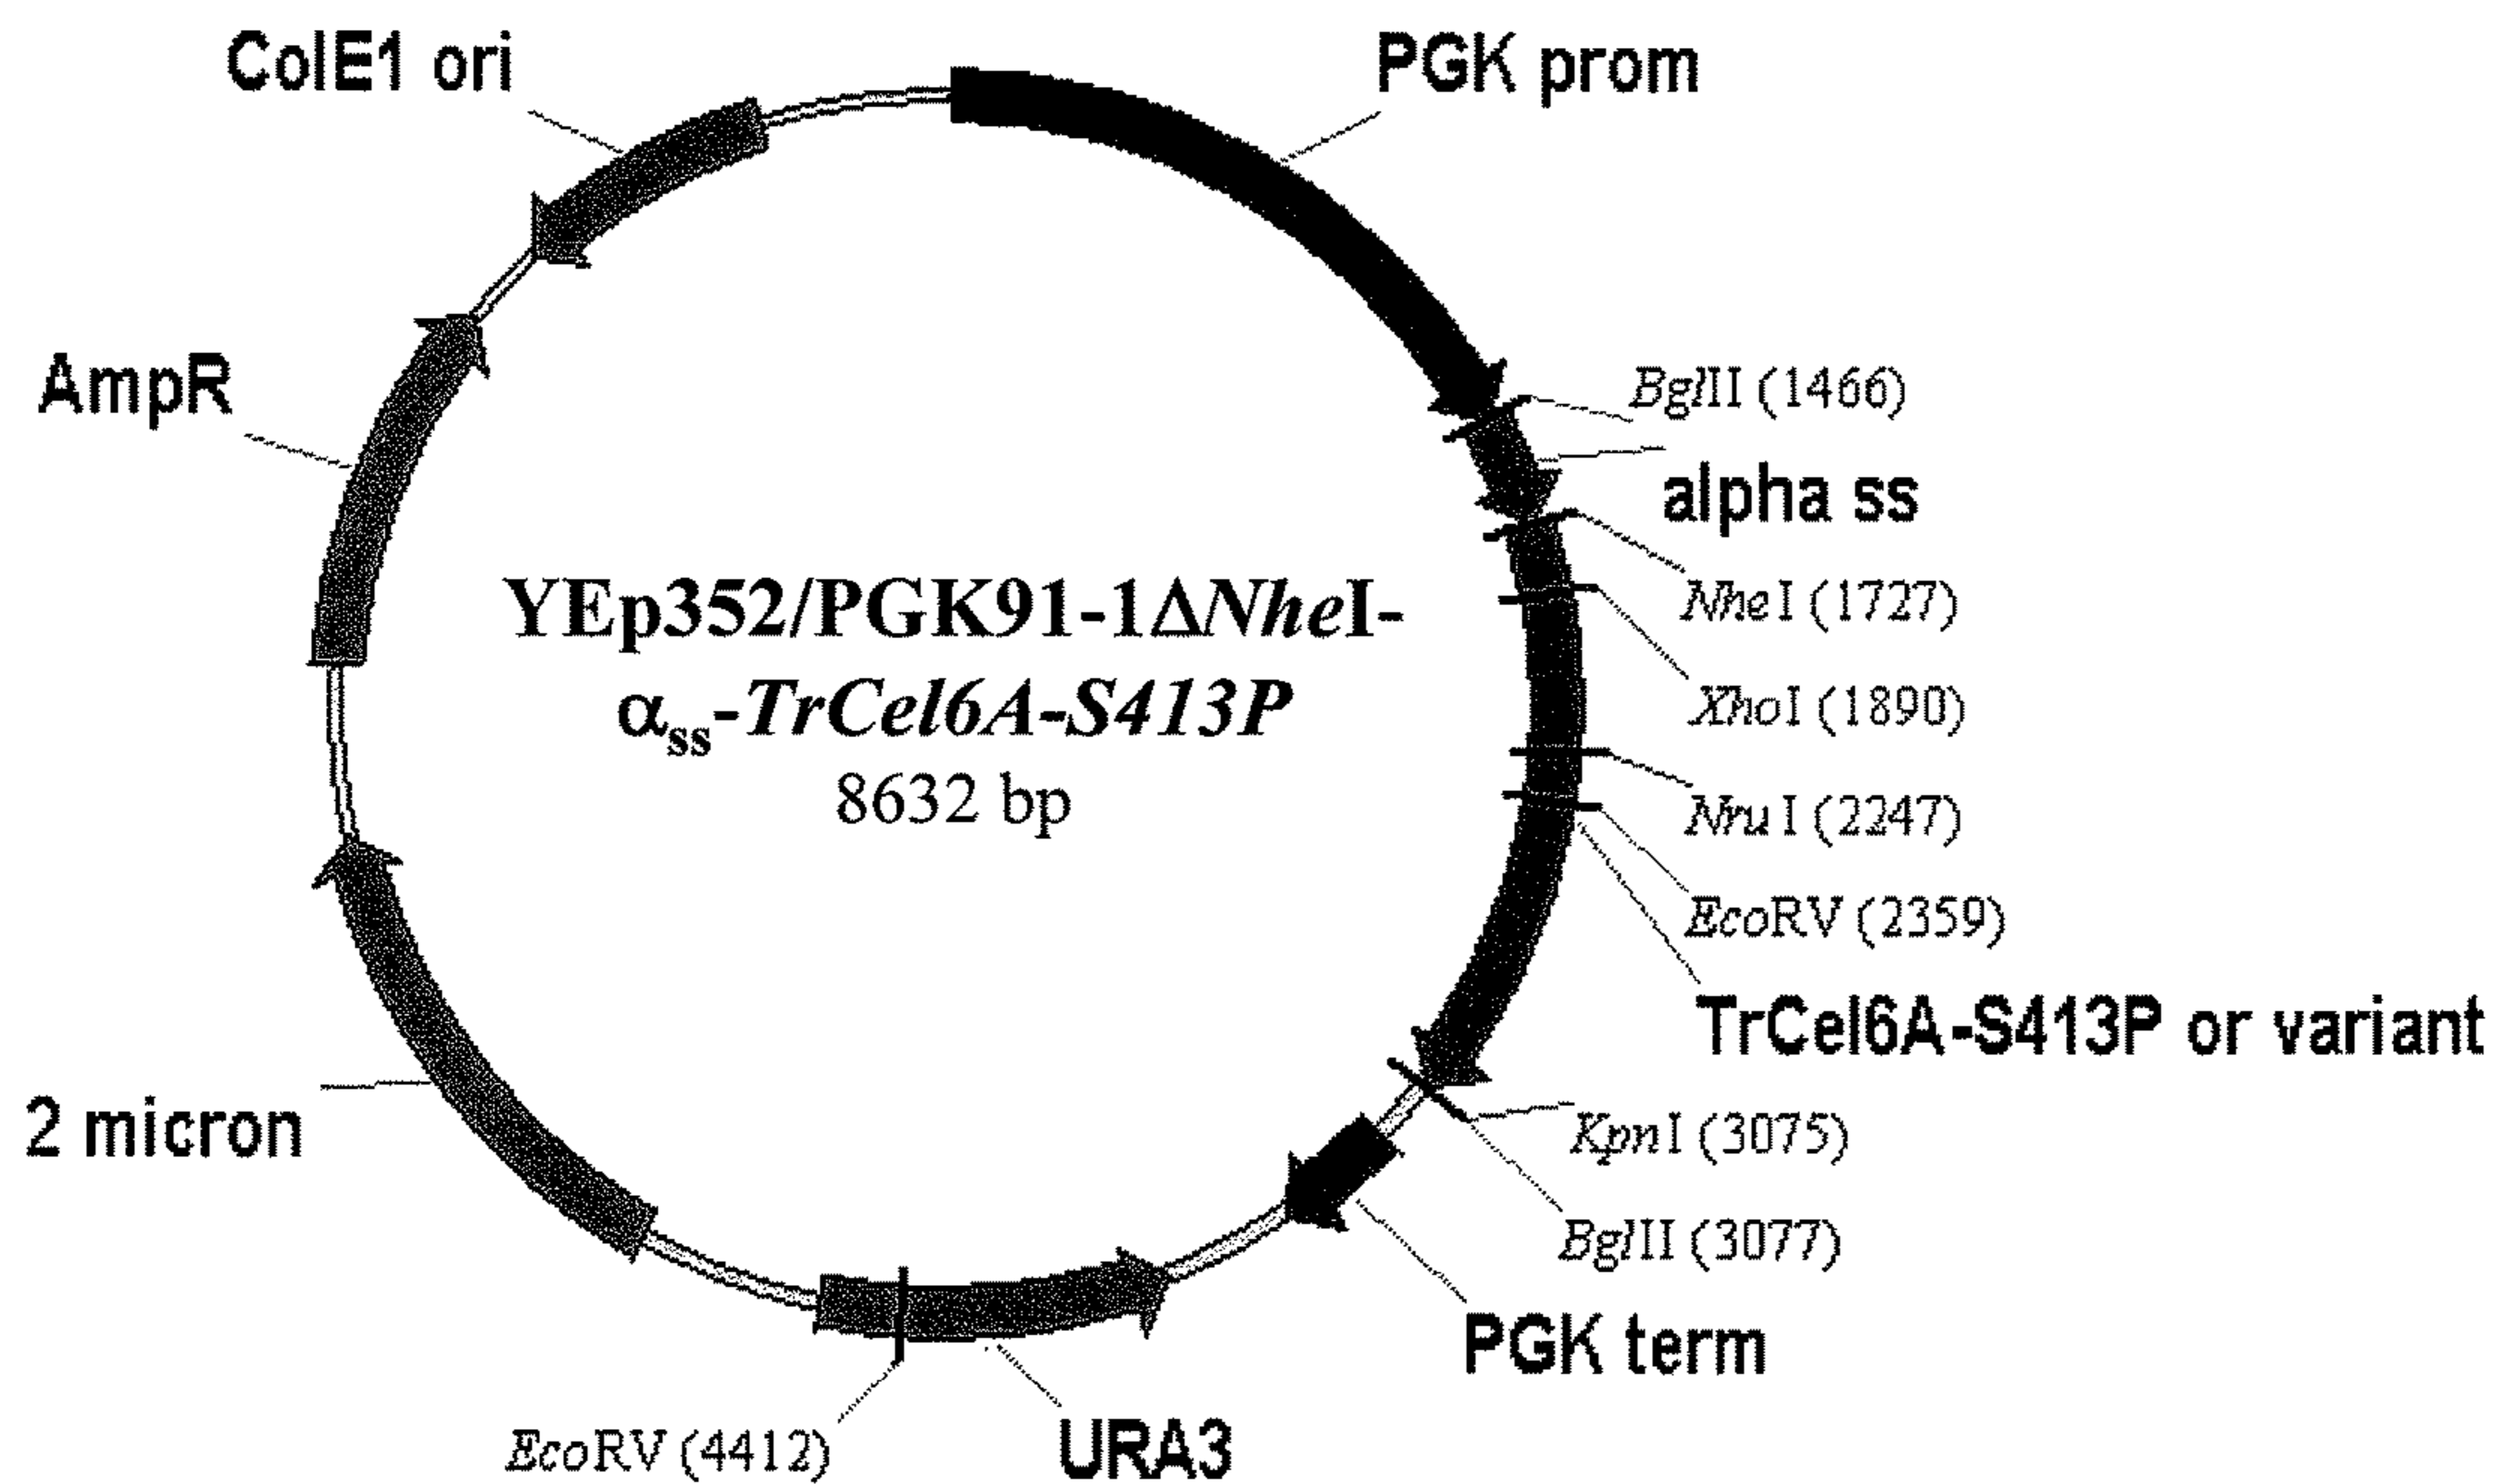 ColE1 ori
PGK prom
AmpR
BglII (1466)
alpha ss
NheI (1727)
XhoI (1890)
NruI (2247)
EcoRV (2359)
TrCel6A-S413P or variant
KpnI (3075)
BglII (3077)
PGK term
URA3
EcoRV (4412)
2 micron
YEp352/PGK91-1ΔNheI-
αss-TrCel6A-S413P
8632 bp